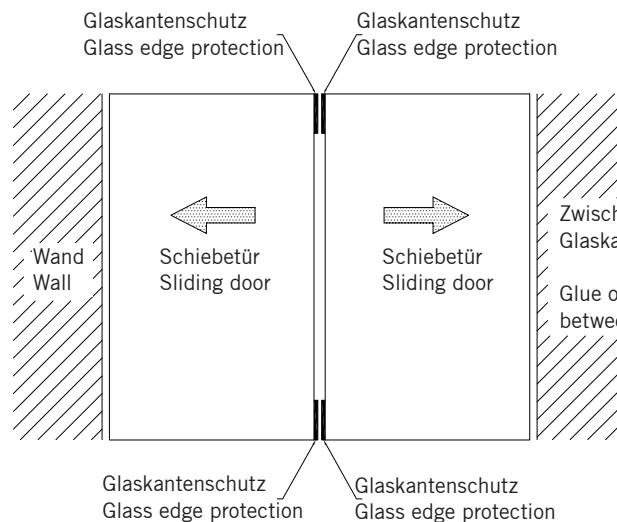 Glaskantenschutz
Glass edge protection
Glaskantenschutz
Glass edge protection
Wand
Wall
Schiebetür
Sliding door
Schiebetür
Sliding door
Glue o
Glaskantenschutz
Glass edge protection
Glaskantenschutz
Glass edge protection